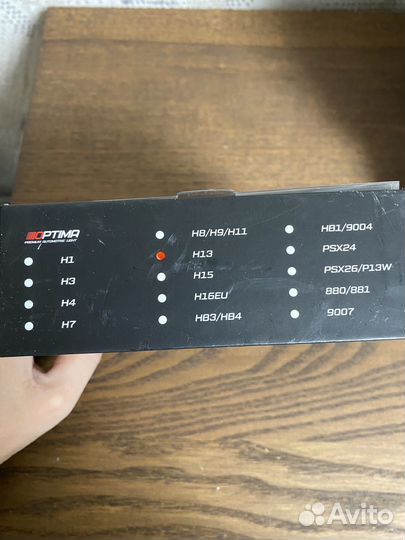 OPTIMA
PREMIUM AUTOMOTIVE LIGHT
H1
H3
H4
H7
H8/H9/H11
H13
H15
H16EU
HB3/HB4
HB1/9004
PSX24
PSX26/P13W
880/881
9007
Avito